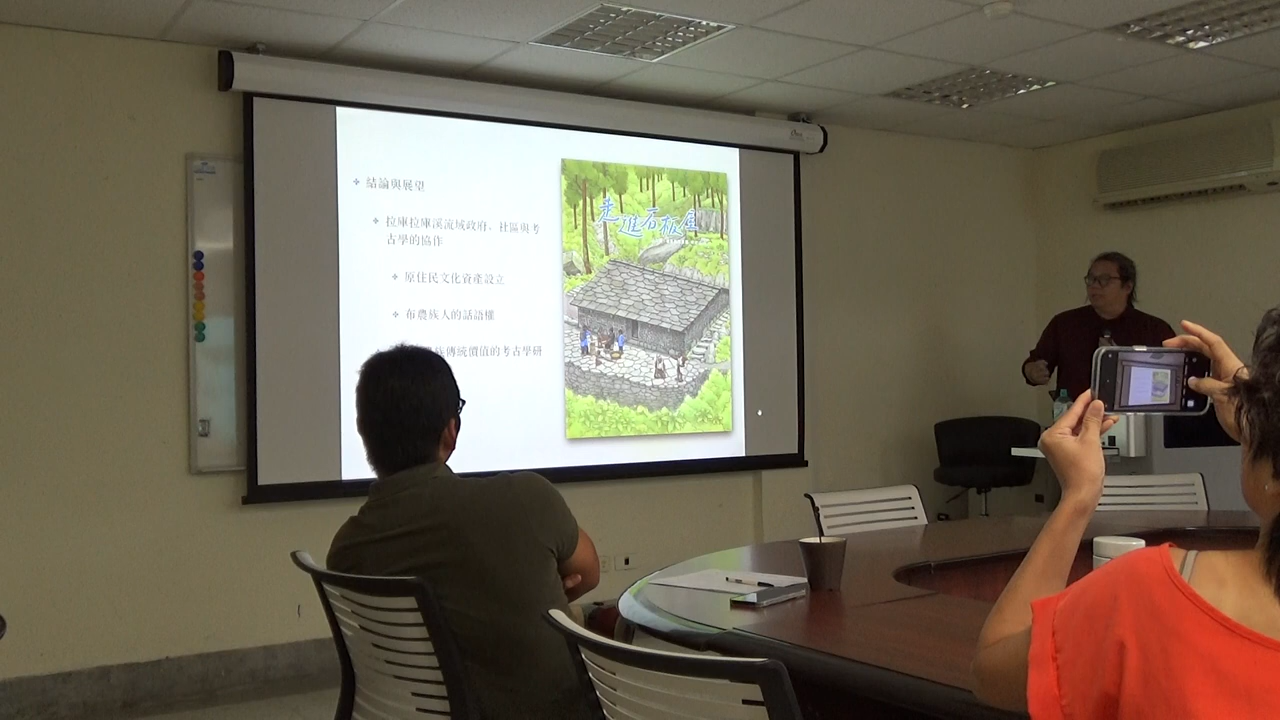 結論與展望
拉庫拉庫溪流域政府、社區與考
古學的協作
原住民文化資產設立
布農族人的話語權
族傳統價值的考古學研
走進石板屋